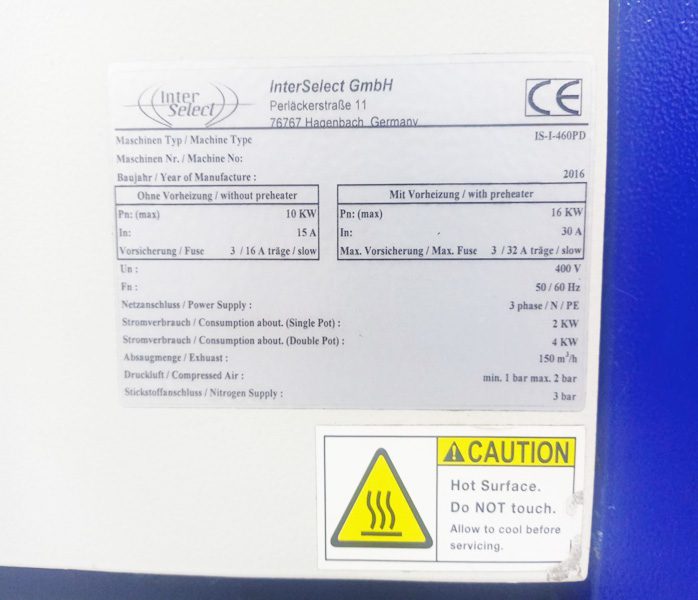 Inter
Select
InterSelect GmbH
Perläckerstraße 11
76767 Hagenbach Germany
CE
Maschinen Typ / Machine Type IS-I-460PD
Maschinen Nr. / Machine No:
Baujahr / Year of Manufacture : 2016
Ohne Vorheizung / without preheater
Pn: (max) 10 KW
In: 15 A
Vorsicherung / Fuse 3 / 16 A träge / slow
Mit Vorheizung / with preheater
Pn: (max) 16 KW
In: 30 A
Max. Vorsicherung / Max. Fuse 3 / 32 A träge / slow
Un : 400 V
Fn : 50 / 60 Hz
Netzanschluss / Power Supply : 3 phase / N / PE
Stromverbrauch / Consumption about. (Single Pot) : 2 KW
Stromverbrauch / Consumption about. (Double Pot) : 4 KW
Absaugmenge / Exhuast : 150 m³/h
Druckluft / Compressed Air : min. 1 bar max. 2 bar
Stickstoffanschluss / Nitrogen Supply : 3 bar
CAUTION
Hot Surface.
Do NOT touch.
Allow to cool before
servicing.